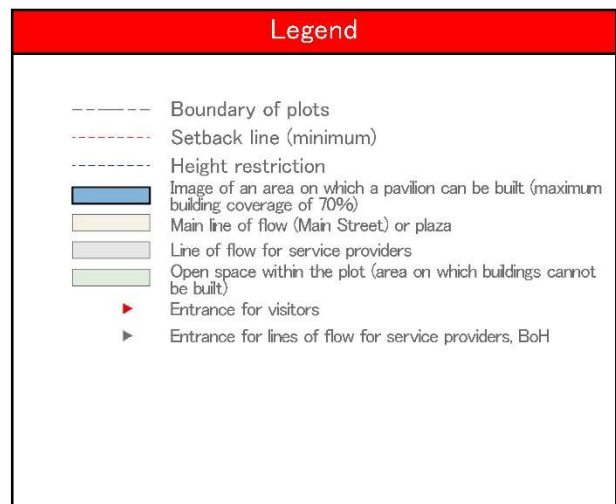 Legend
Boundary of plots
Setback line (minimum)
Height restriction
Image of an area on which a pavilion can be built (maximum
building coverage of 70%)
Main line of flow (Main Street) or plaza
Line of flow for service providers
Open space within the plot (area on which buildings cannot
be built)
Entrance for visitors
Entrance for lines of flow for service providers, BoH